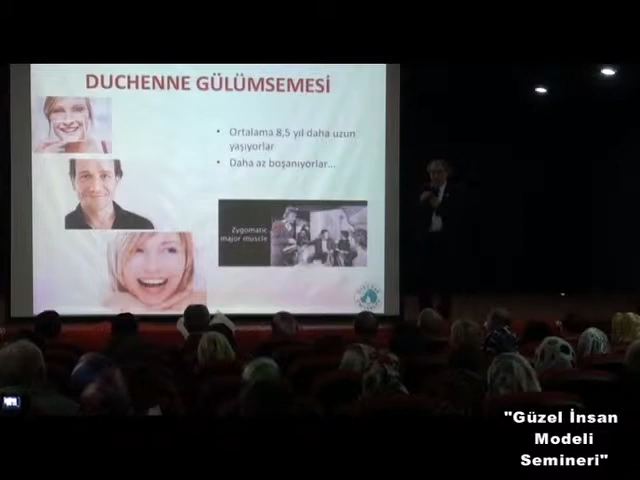 DUCHENNE GÜLÜMSEMESİ
• Ortalama 8,5 yıl daha uzun
yaşıyorlar
• Daha az boşanıyorlar...
Zygomatic
major muscle
"Güzel İnsan
Modeli
Semineri"